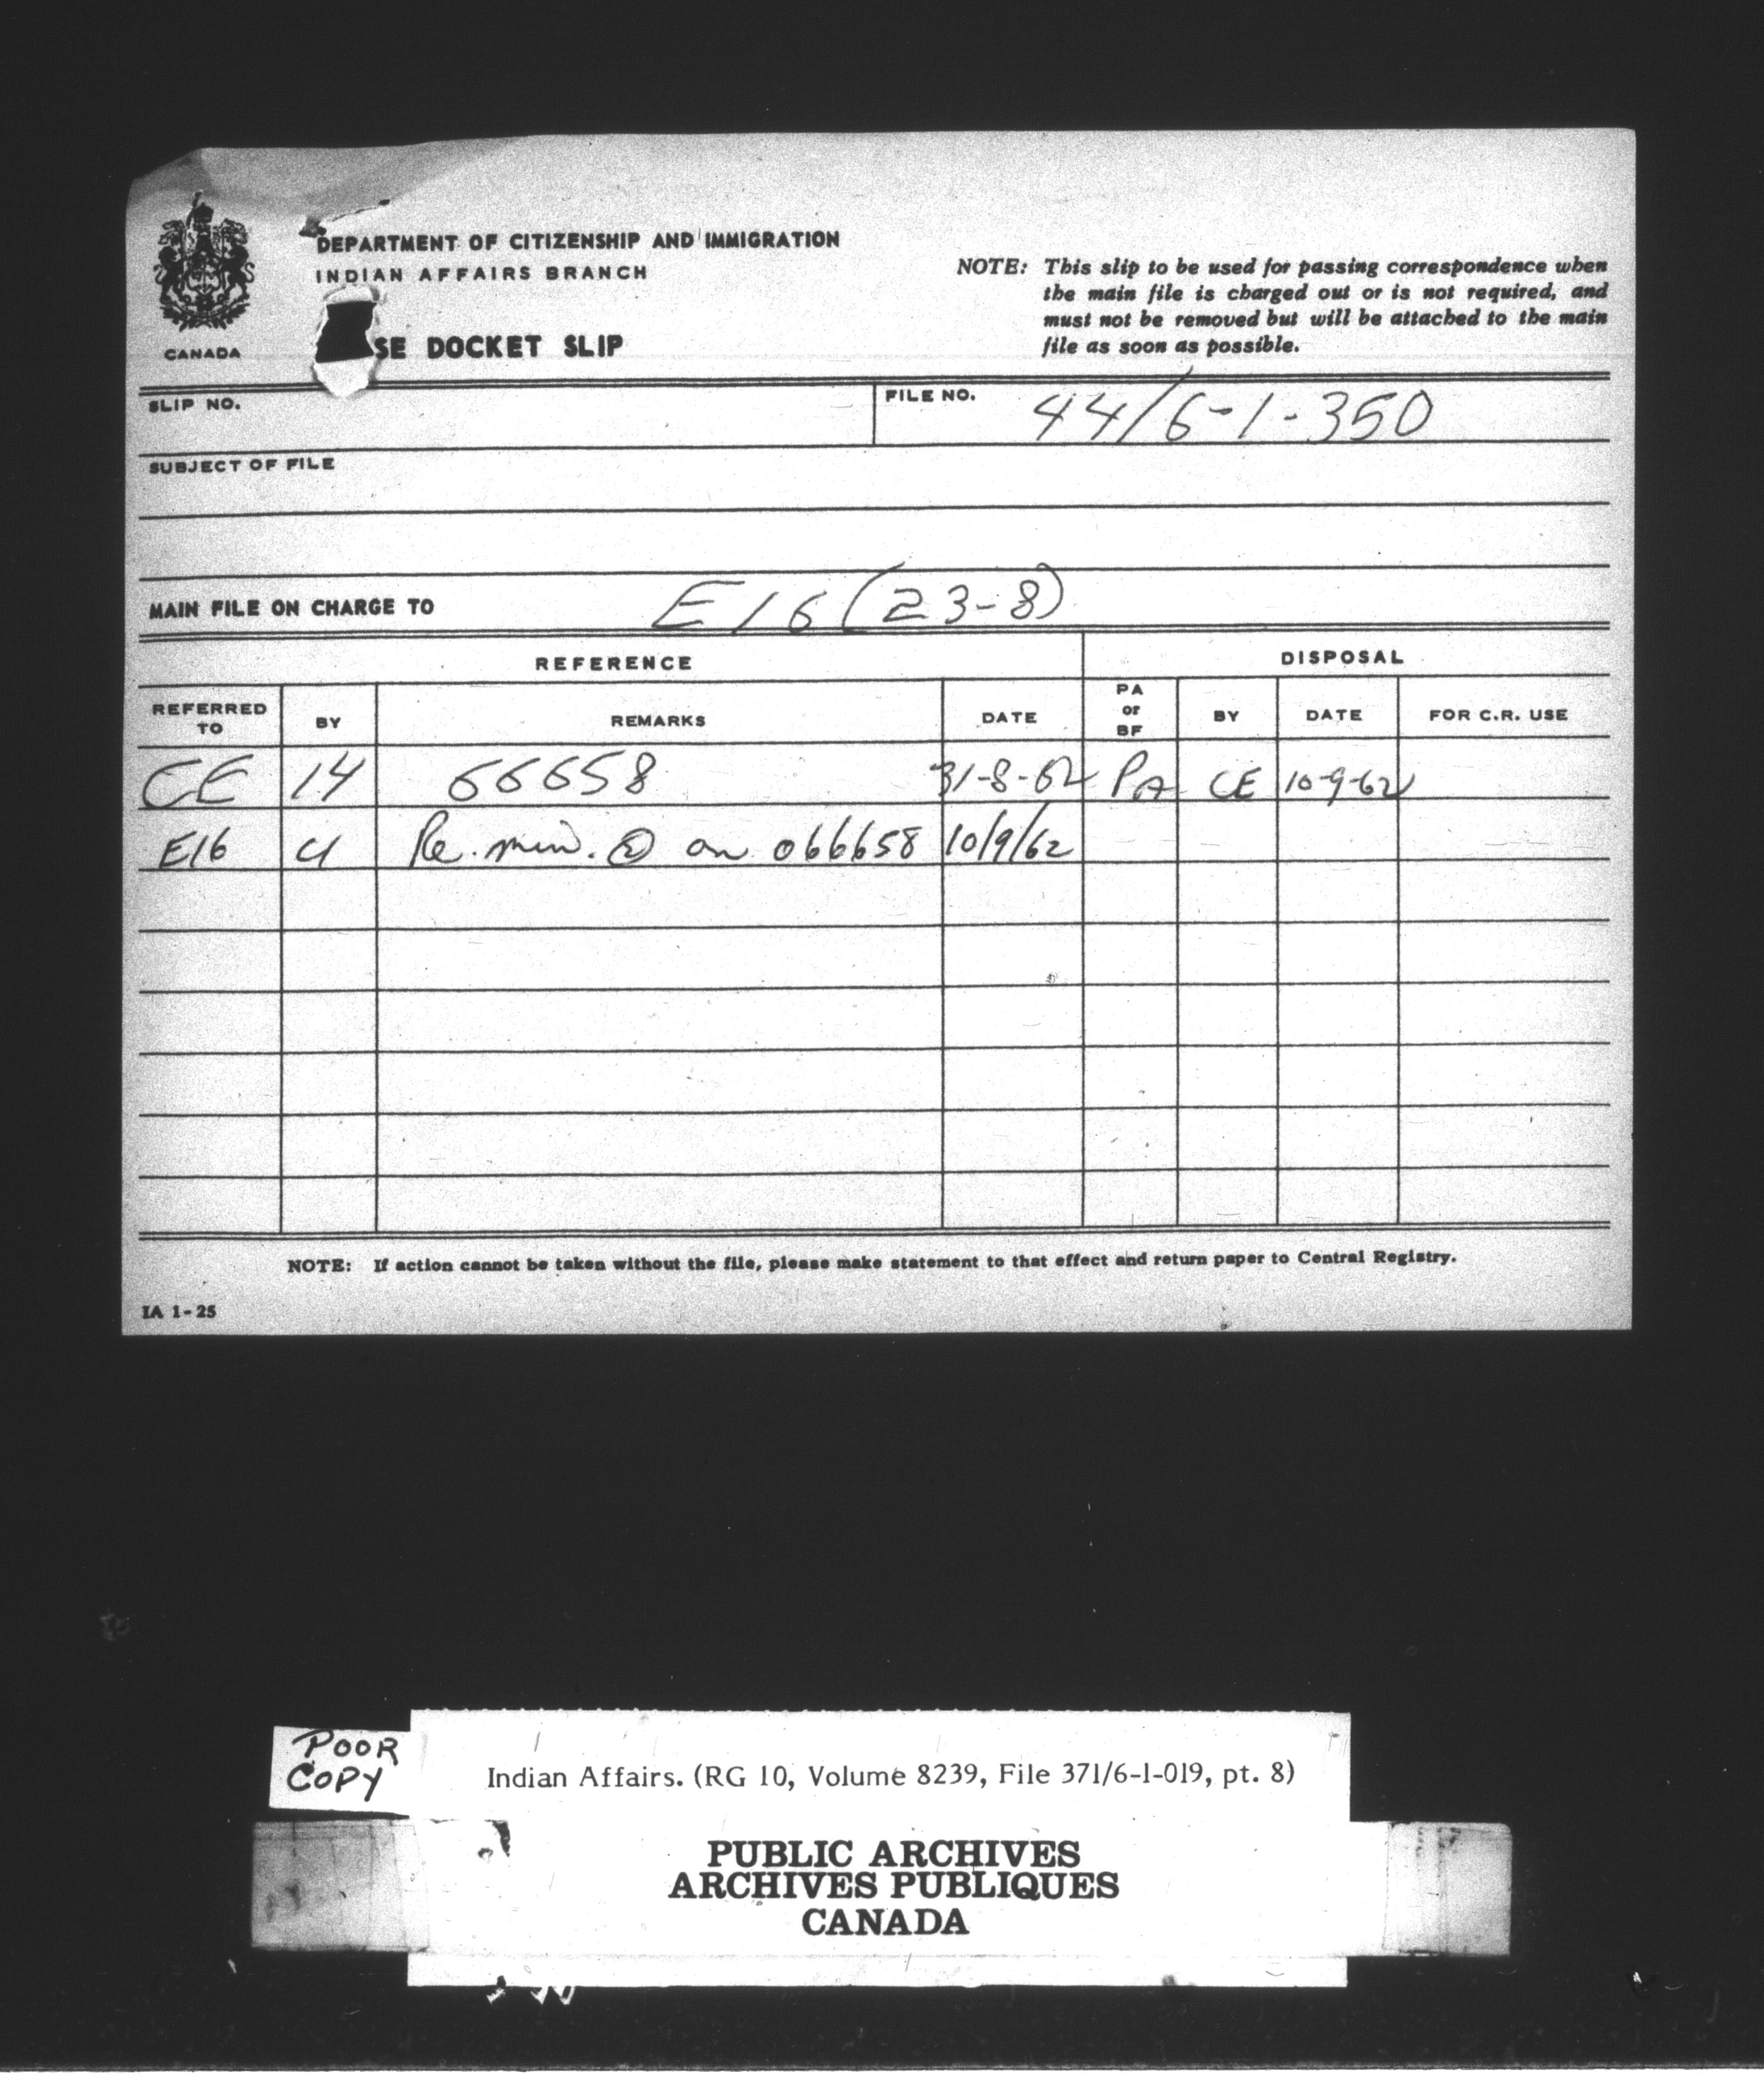 DEPARTMENT OF CITIZENSHIP AND IMMIGRATION
INDIAN AFFAIRS BRANCH
SE DOCKET SLIP
CANADA
NOTE: This slip to be used for passing correspondence when
the main file is charged out or is not required, and
must not be removed but will be attached to the main
file as soon as possible.
SLIP NO.
FILE NO. 44/6-1-350
SUBJECT OF FILE
MAIN FILE ON CHARGE TO E16 (23-8)
REFERENCE DISPOSAL
REFERRED TO BY REMARKS DATE PA or BF BY DATE FOR C.R. USE
CE 14 66658 31-8-62 PA CE 10-9-62
E16 Re. min. ② on 066658 10/9/62
NOTE: If action cannot be taken without the file, please make statement to that effect and return paper to Central Registry.
IA 1-25
POOR
COPY
Indian Affairs. (RG 10, Volume 8239, File 371/6-1-019, pt. 8)
PUBLIC ARCHIVES
ARCHIVES PUBLIQUES
CANADA